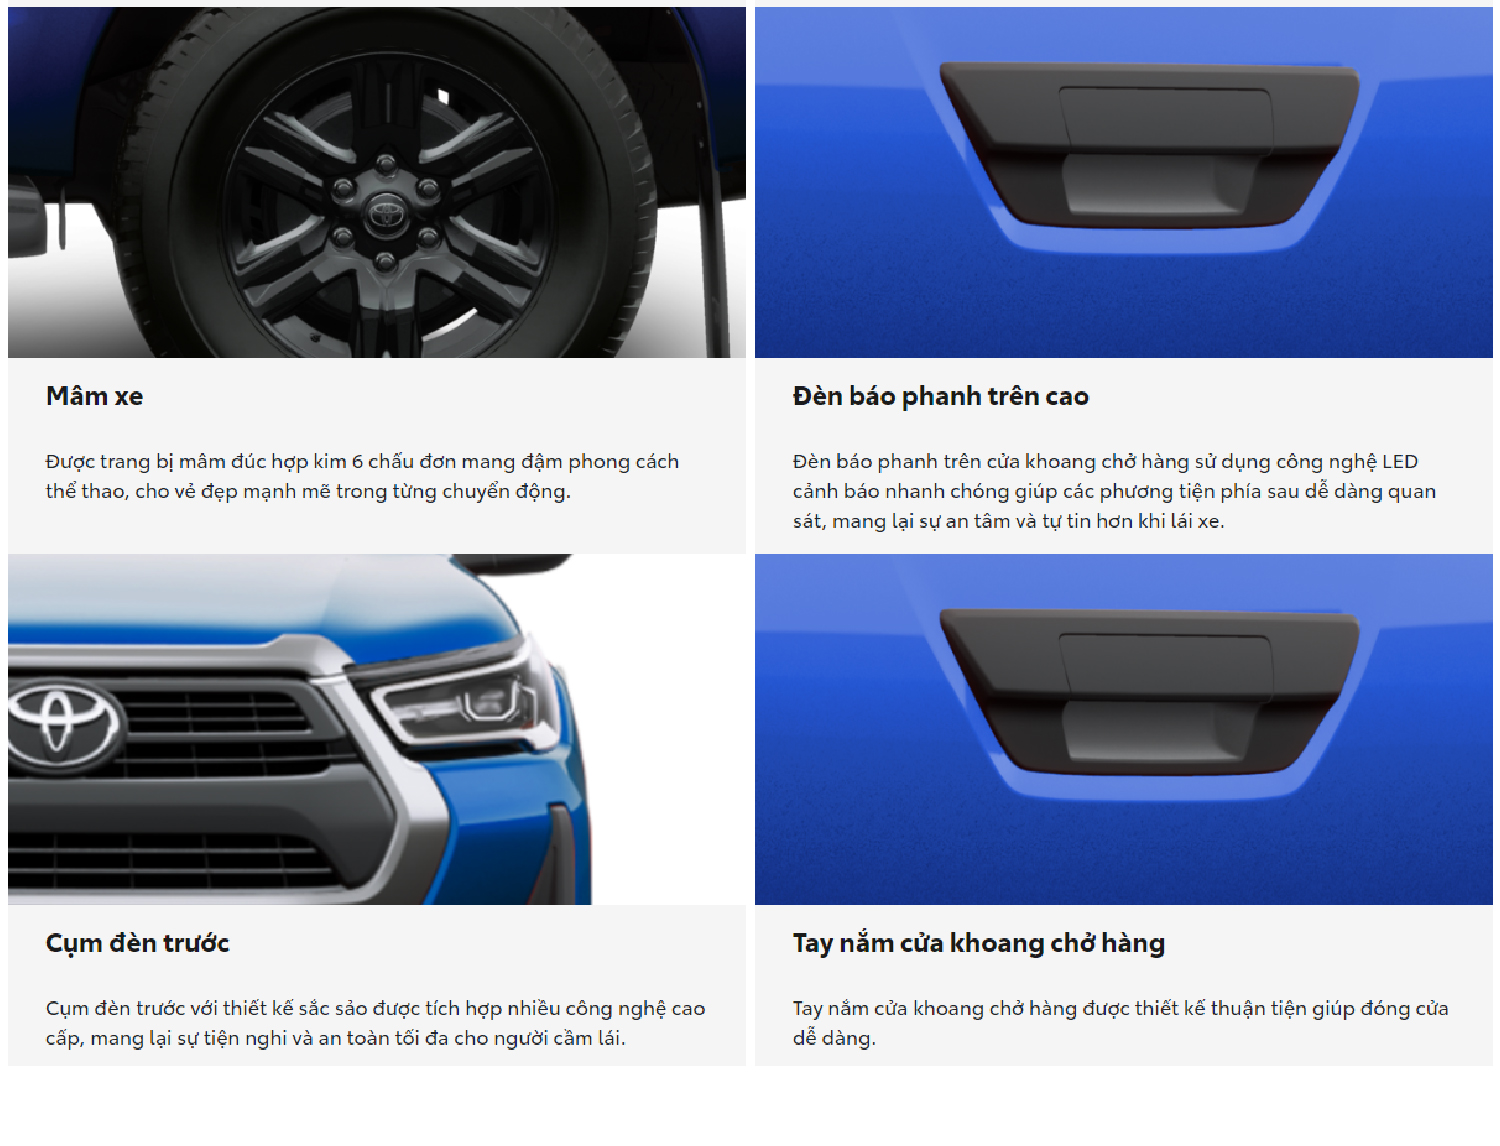 Mâm xe
Được trang bị mâm đúc hợp kim 6 chấu đơn mang đậm phong cách
thể thao, cho vẻ đẹp mạnh mẽ trong từng chuyển động.
Đèn báo phanh trên cao
Đèn báo phanh trên cửa khoang chở hàng sử dụng công nghệ LED
cảnh báo nhanh chóng giúp các phương tiện phía sau dễ dàng quan
sát, mang lại sự an tâm và tự tin hơn khi lái xe.
Cụm đèn trước
Cụm đèn trước với thiết kế sắc sảo được tích hợp nhiều công nghệ cao
cấp, mang lại sự tiện nghi và an toàn tối đa cho người cầm lái.
Tay nắm cửa khoang chở hàng
Tay nắm cửa khoang chở hàng được thiết kế thuận tiện giúp đóng cửa
dễ dàng.